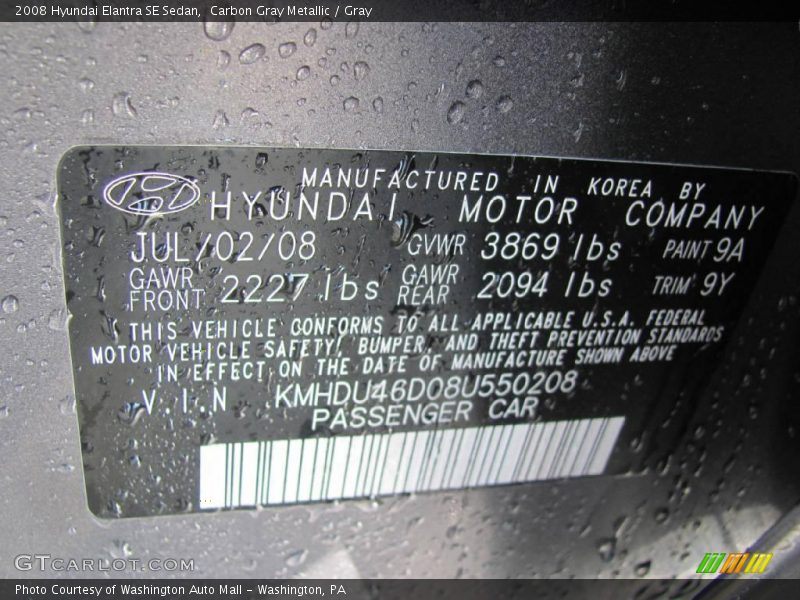 2008 Hyundai Elantra SE Sedan,  Carbon Gray Metallic / Gray
MANUFACTURED IN KOREA BY
HYUNDAI MOTOR COMPANY
JUL/02/08 GVWR 3869 lbs PAINT 9A
GAWR FRONT 2227 lbs GAWR REAR 2094 lbs TRIM 9Y
THIS VEHICLE CONFORMS TO ALL APPLICABLE U.S.A. FEDERAL
MOTOR VEHICLE SAFETY, BUMPER, AND THEFT PREVENTION STANDARDS
IN EFFECT ON THE DATE OF MANUFACTURE SHOWN ABOVE
V.I.N KMHDU46D08U550208
PASSENGER CAR
GTCARLOT.COM
Photo Courtesy of Washington Auto Mall – Washington, PA